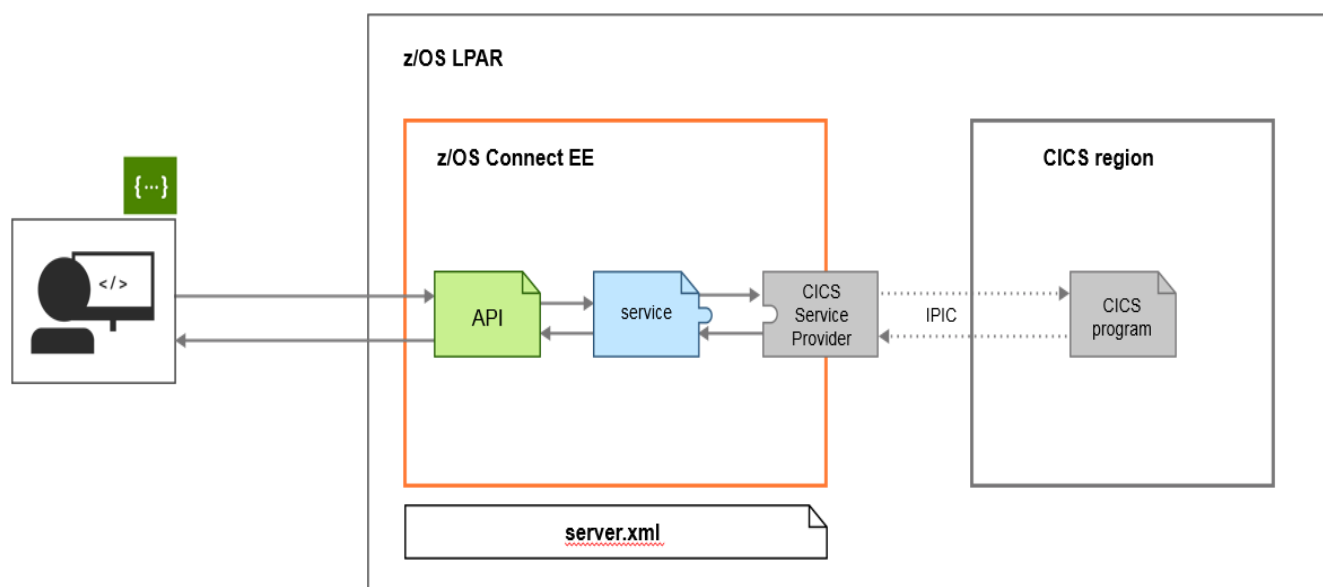 z/OS LPAR
z/OS Connect EE
CICS region
{...}
</>
API
service
CICS
Service
Provider
IPIC
CICS
program
server.xml